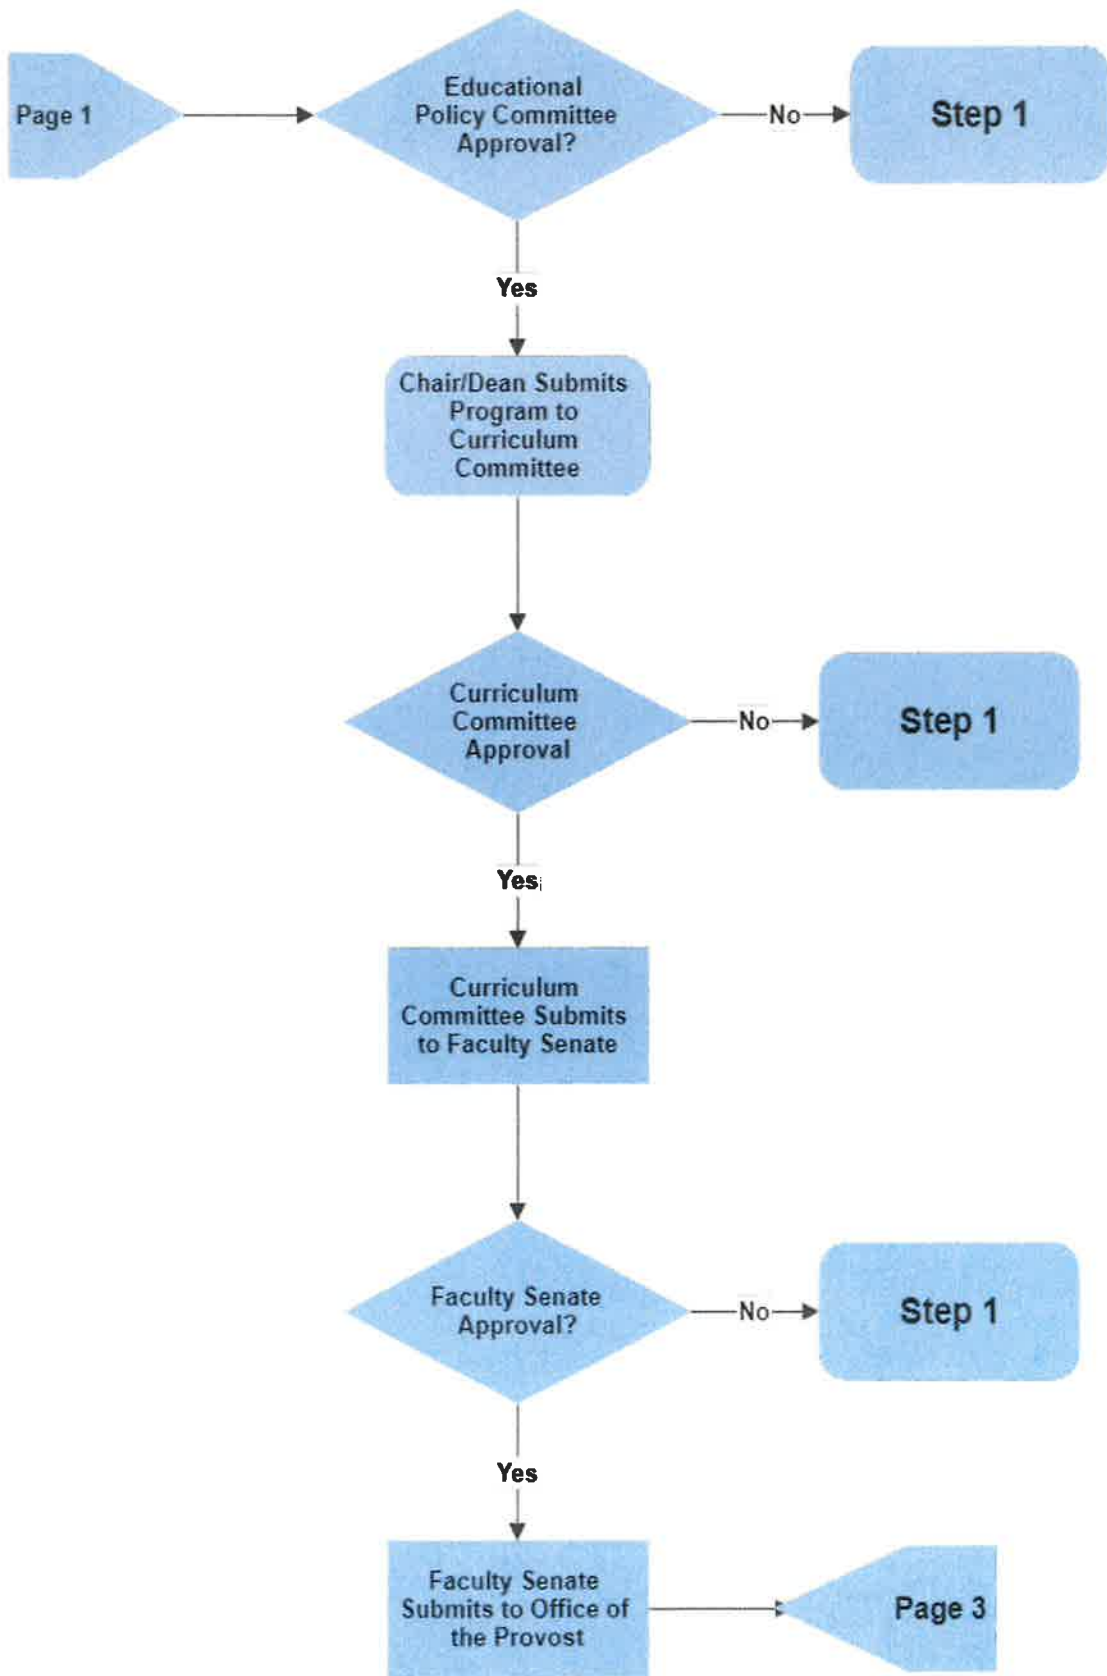 Page 1
Educational
Policy Committee
Approval?
No
Step 1
Yes
Chair/Dean Submits
Program to
Curriculum
Committee
Curriculum
Committee
Approval
No
Step 1
Yes
Curriculum
Committee Submits
to Faculty Senate
Faculty Senate
Approval?
No
Step 1
Yes
Faculty Senate
Submits to Office of
the Provost
Page 3